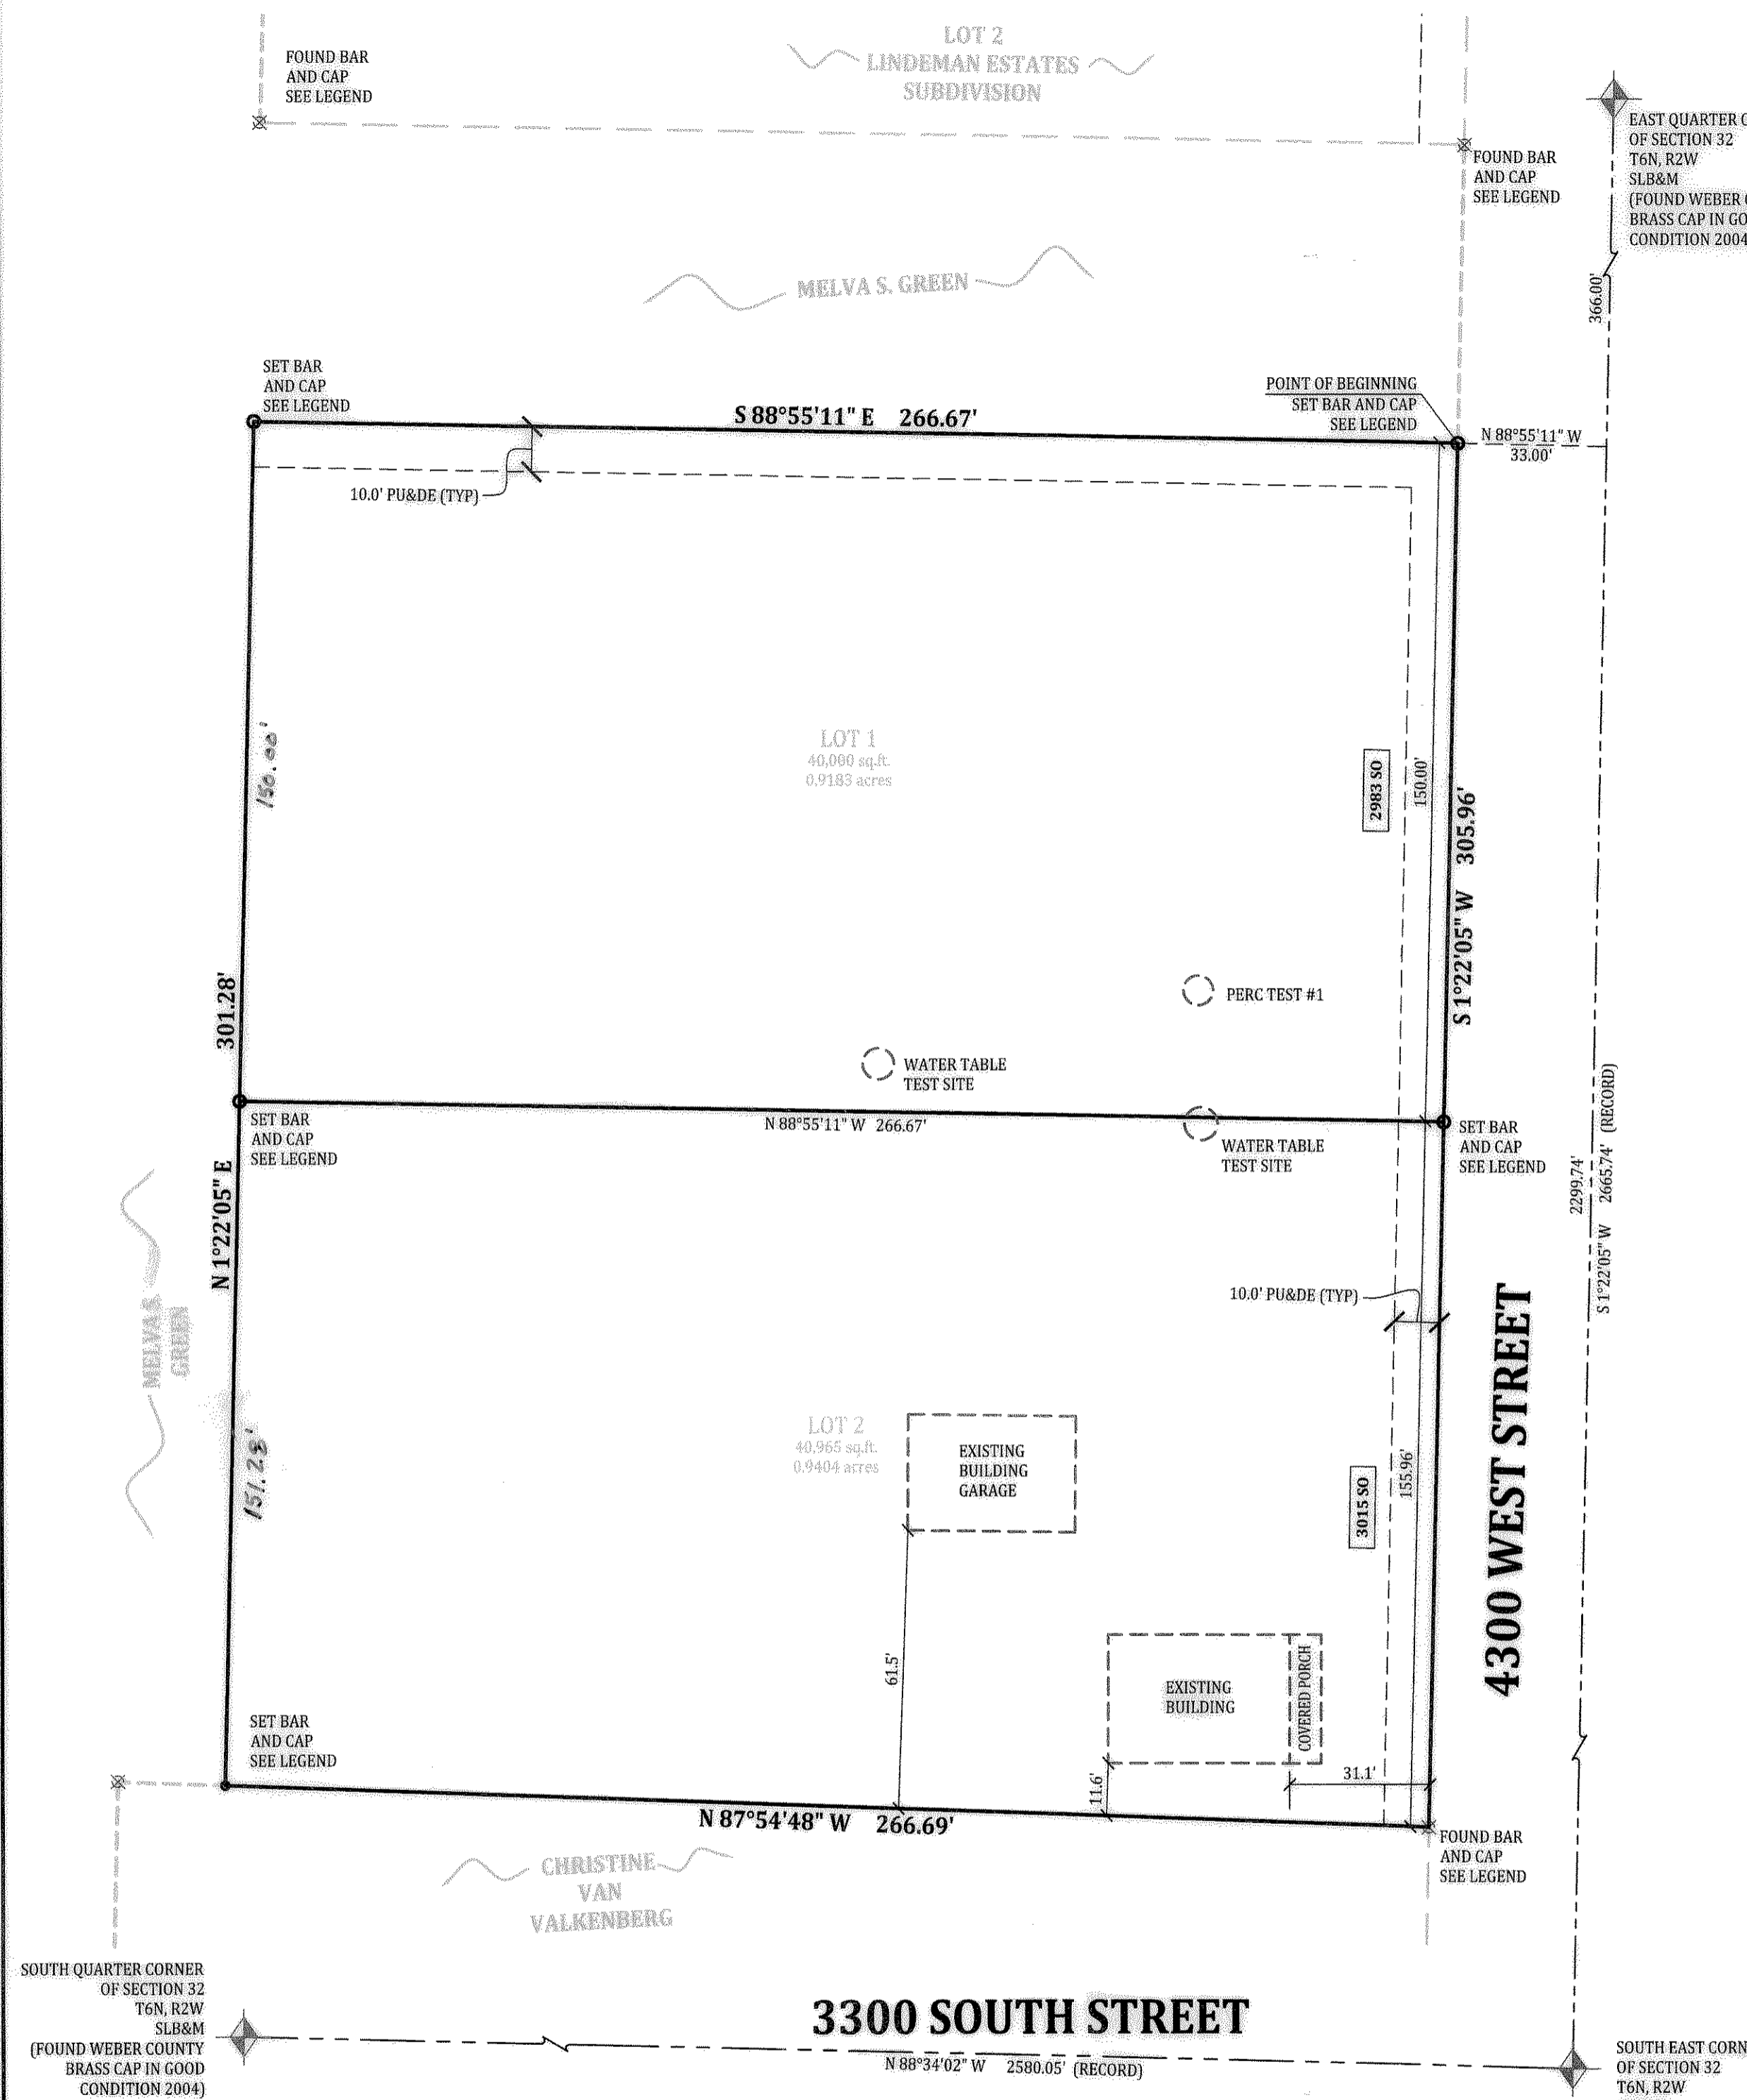 FOUND BAR
AND CAP
SEE LEGEND
LOT 2
LINDEMAN ESTATES
SUBDIVISION
EAST QUARTER
OF SECTION 32
T6N, R2W
SLB&M
(FOUND WEBER
BRASS CAP IN
CONDITION 2004
FOUND BAR
AND CAP
SEE LEGEND
MELVA S. GREEN
366.00'
SET BAR
AND CAP
SEE LEGEND
S 88°55'11" E 266.67'
POINT OF BEGINNING
SET BAR AND CAP
SEE LEGEND
N 88°55'11" W
33.00'
10.0' PU&DE (TYP)
150.00'
LOT 1
40,000 sq.ft.
0.9183 acres
2983 SO
150.00'
S 1°22'05" W 305.96'
301.28'
PERC TEST #1
WATER TABLE
TEST SITE
SET BAR
AND CAP
SEE LEGEND
N 88°55'11" W 266.67'
WATER TABLE
TEST SITE
SET BAR
AND CAP
SEE LEGEND
2299.74'
S 1°22'05" W 2665.74' (RECORD)
N 1°22'05" E
MELVA S.
GREEN
10.0' PU&DE (TYP)
4300 WEST STREET
151.28'
LOT 2
40,965 sq.ft.
0.9404 acres
EXISTING
BUILDING
GARAGE
3015 SO
155.96'
61.5'
EXISTING
BUILDING
COVERED PORCH
SET BAR
AND CAP
SEE LEGEND
11.6'
31.1'
N 87°54'48" W 266.69'
FOUND BAR
AND CAP
SEE LEGEND
CHRISTINE
VAN
VALKENBERG
SOUTH QUARTER CORNER
OF SECTION 32
T6N, R2W
SLB&M
(FOUND WEBER COUNTY
BRASS CAP IN GOOD
CONDITION 2004)
3300 SOUTH STREET
N 88°34'02" W 2580.05' (RECORD)
SOUTH EAST CORN
OF SECTION 32
T6N, R2W